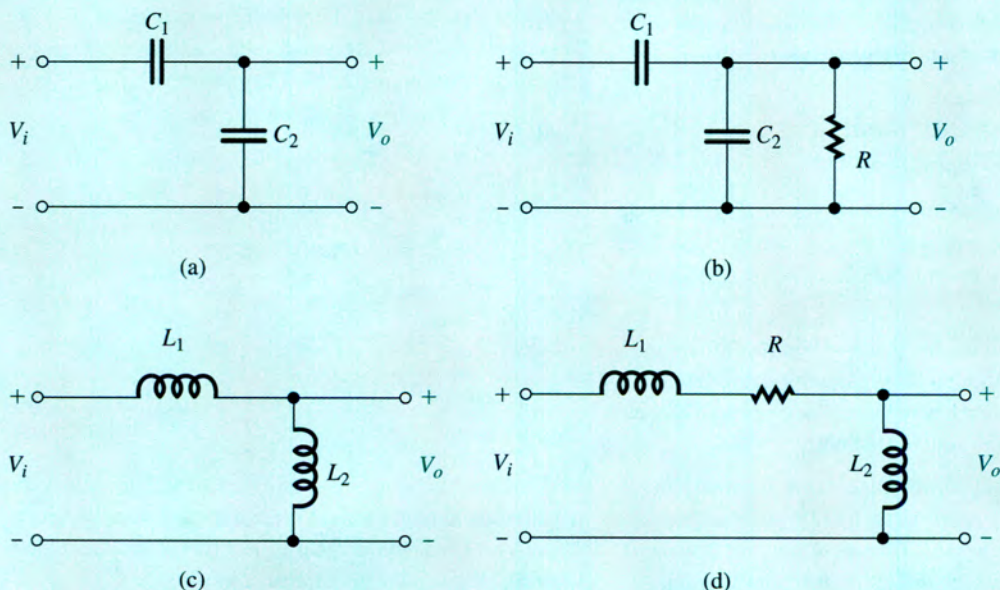 C₁
+ +
Vᵢ C₂ Vₒ
- -
(a)
C₁
+ +
Vᵢ C₂ R Vₒ
- -
(b)
L₁
+ +
Vᵢ L₂ Vₒ
- -
(c)
L₁ R
+ +
Vᵢ L₂ Vₒ
- -
(d)